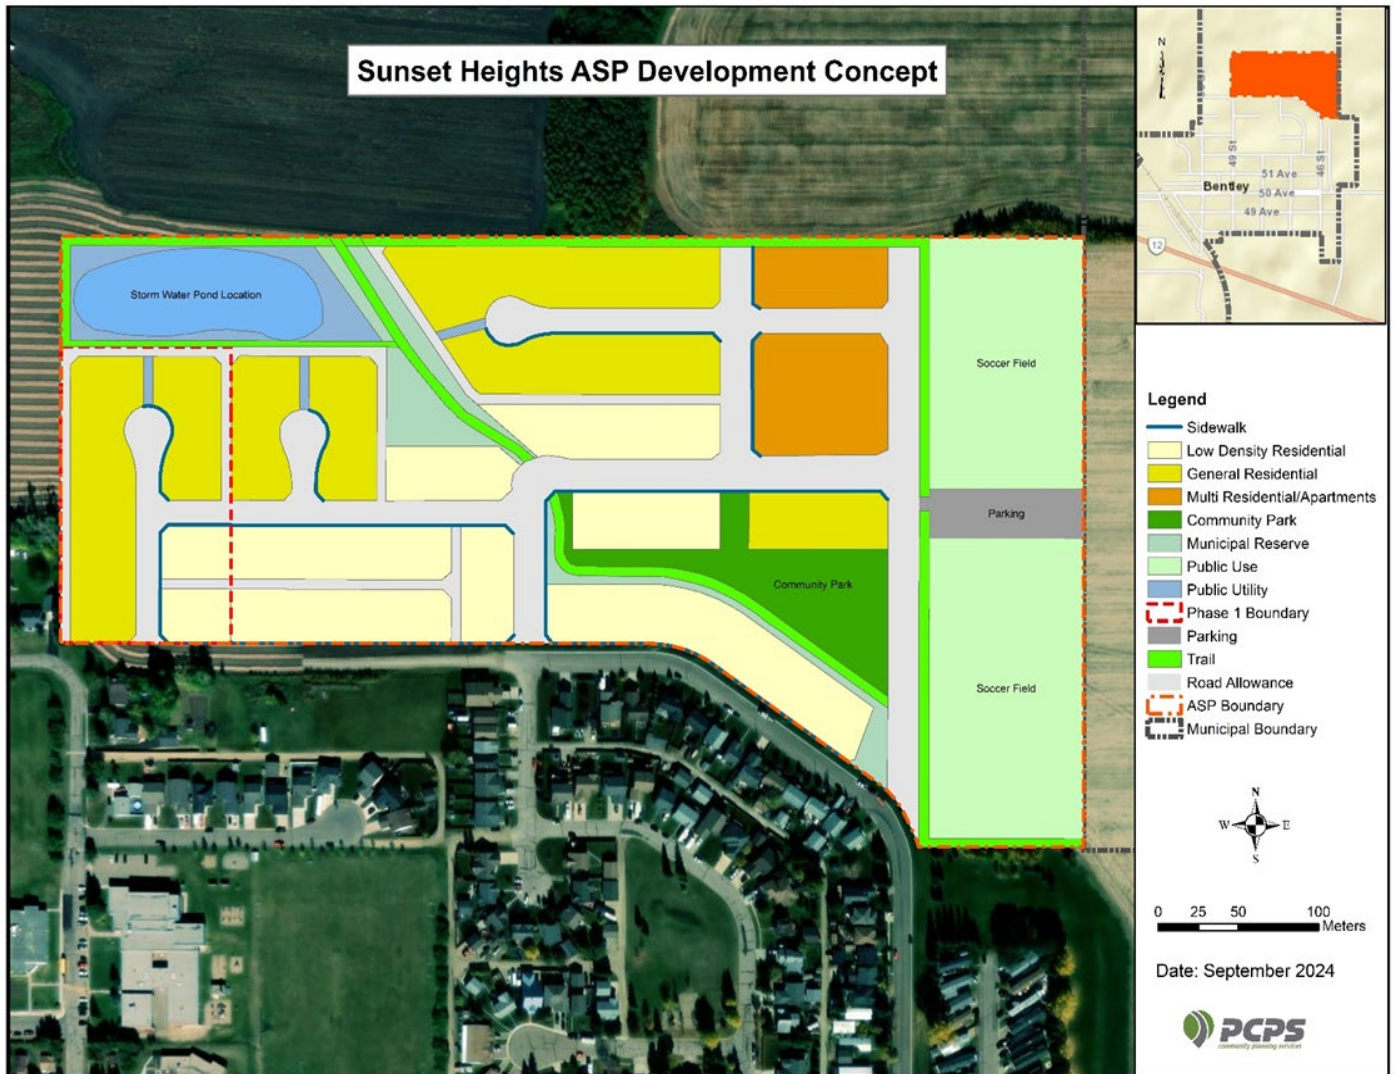 Sunset Heights ASP Development Concept
N
49 St
46 St
51 Ave
Bentley
50 Ave
49 Ave
12
Storm Water Pond Location
Soccer Field
Parking
Community Park
Soccer Field
Legend
Sidewalk
Low Density Residential
General Residential
Multi Residential/Apartments
Community Park
Municipal Reserve
Public Use
Public Utility
Phase 1 Boundary
Parking
Trail
Road Allowance
ASP Boundary
Municipal Boundary
N
W E
S
0 25 50 100
Meters
Date: September 2024
PCPS
community planning services